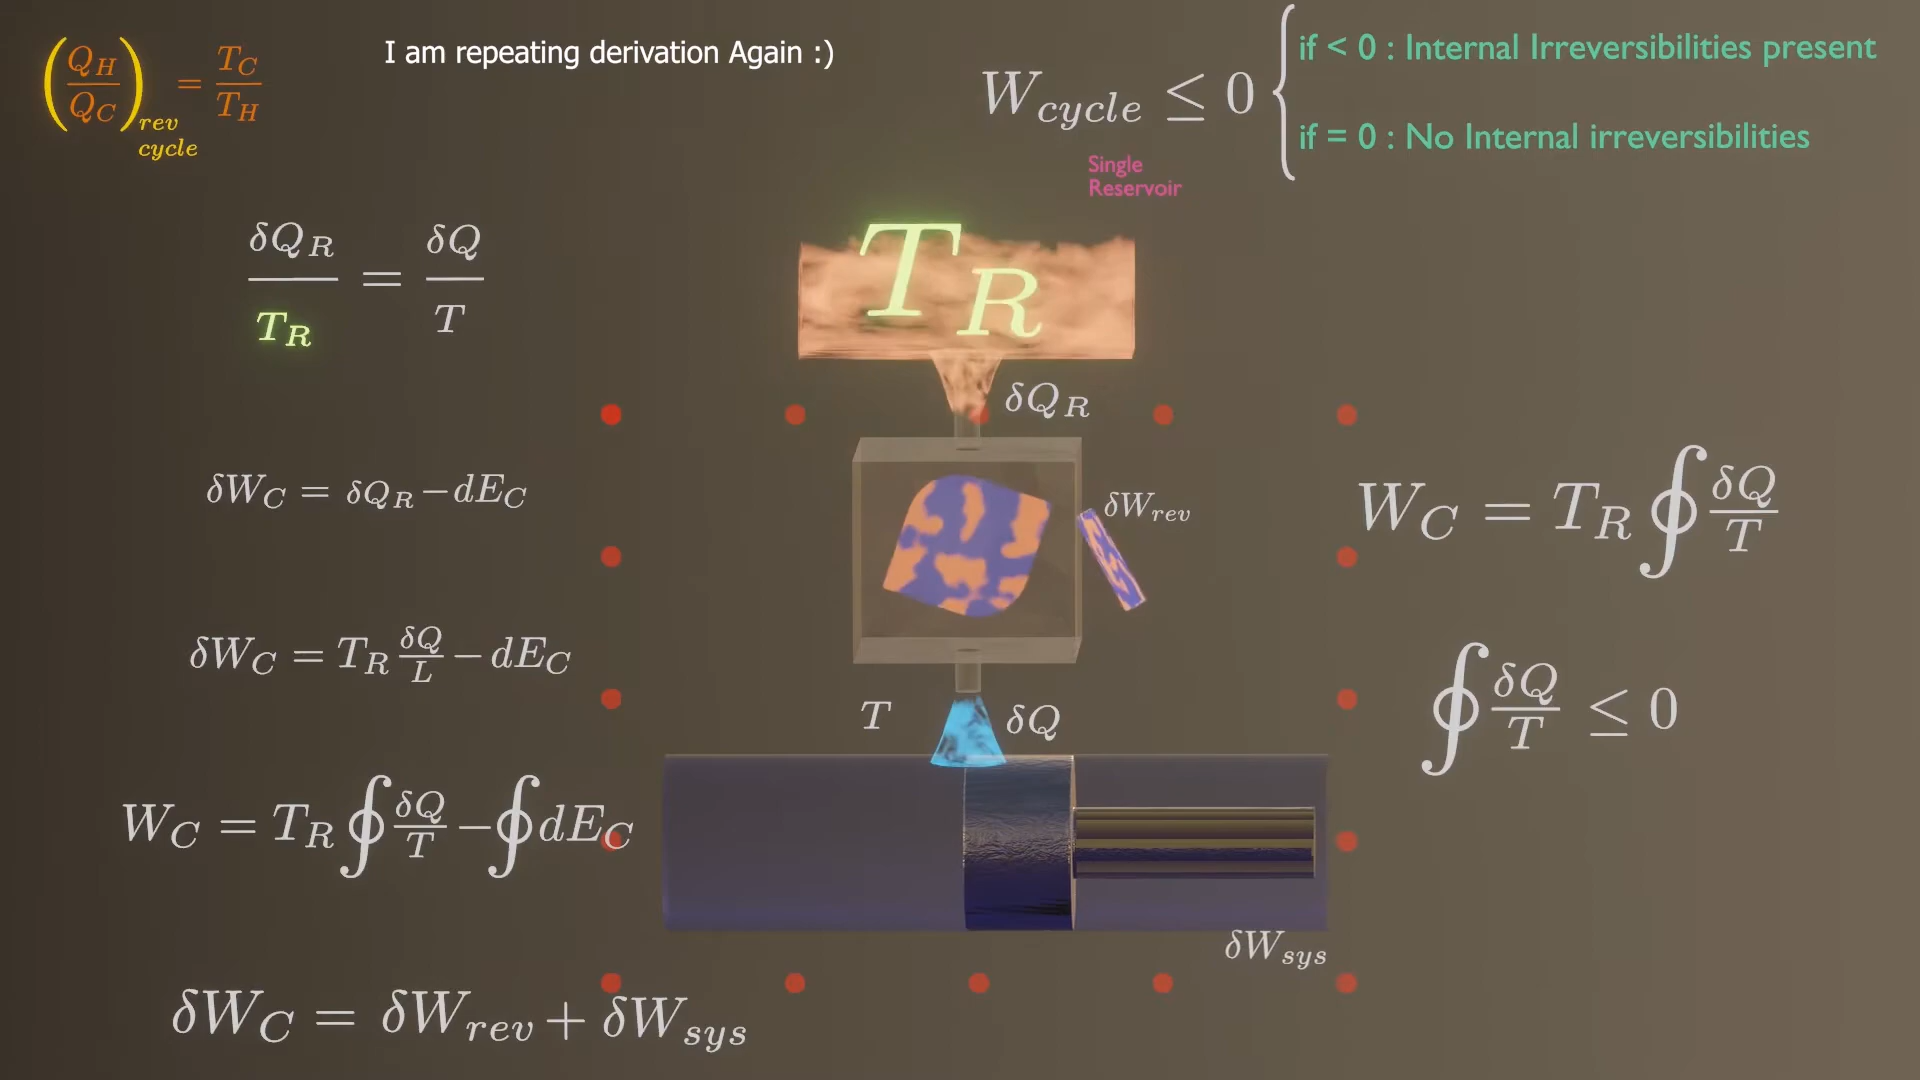 (Q_H / Q_C)_rev cycle = T_C / T_H
I am repeating derivation Again :)
W_cycle ≤ 0 {
if < 0 : Internal Irreversibilities present
if = 0 : No Internal irreversibilities
Single
Reservoir
δQ_R / T_R = δQ / T
T_R
δQ_R
δW_C = δQ_R − dE_C
δW_rev
W_C = T_R ∮ δQ/T
δW_C = T_R δQ/L − dE_C
T
δQ
∮ δQ/T ≤ 0
W_C = T_R ∮ δQ/T − ∮ dE_C
δW_sys
δW_C = δW_rev + δW_sys